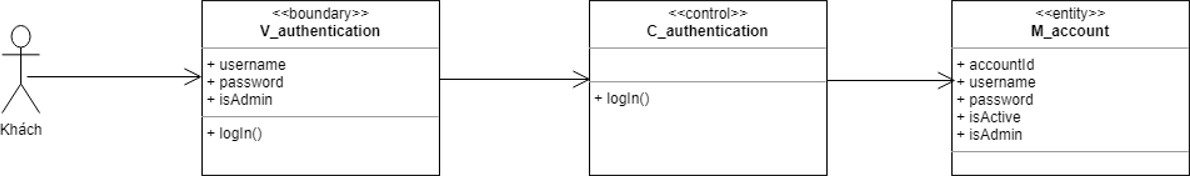 <<boundary>>
V_authentication
+ username
+ password
+ isAdmin
+ logIn()
<<control>>
C_authentication
+ logIn()
<<entity>>
M_account
+ accountId
+ username
+ password
+ isActive
+ isAdmin
Khách